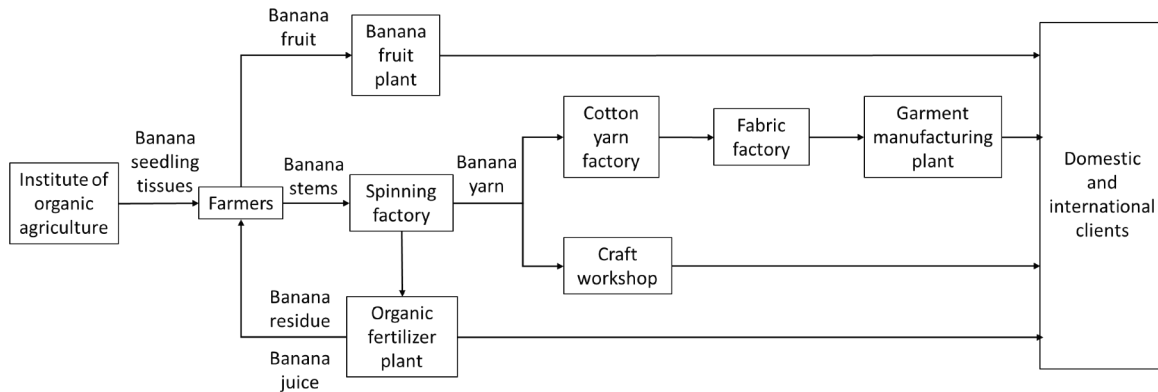 Banana
fruit
Banana
fruit
plant
Banana
seedling
tissues
Institute of
organic
agriculture
Farmers
Banana
stems
Spinning
factory
Banana
yarn
Cotton
yarn
factory
Fabric
factory
Garment
manufacturing
plant
Domestic
and
international
clients
Craft
workshop
Banana
residue
Banana
juice
Organic
fertilizer
plant